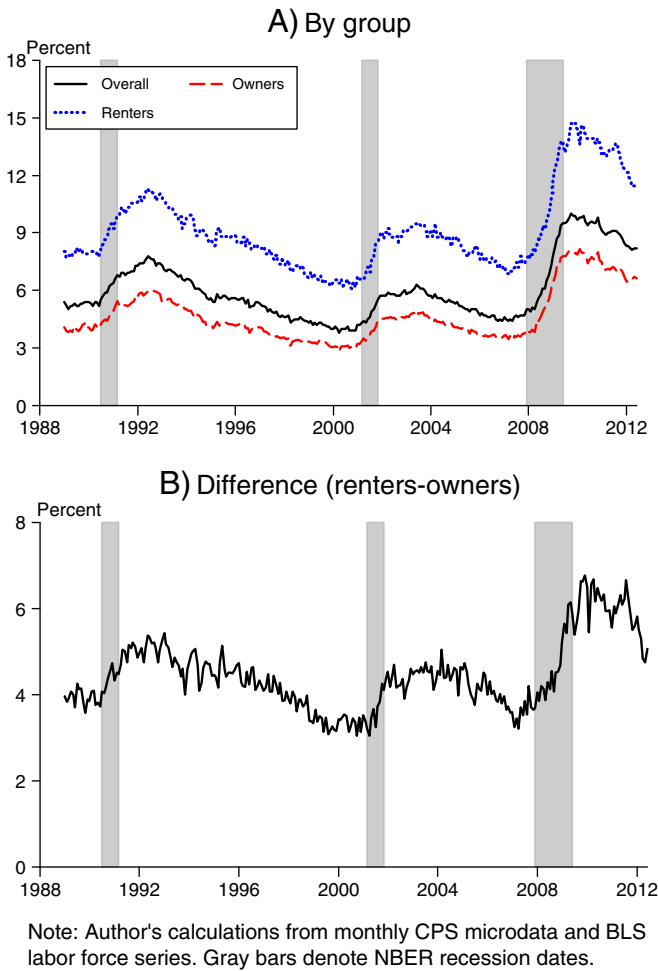 A) By group
Percent
18
Overall
Owners
Renters
15
12
9
6
3
0
1988
1992
1996
2000
2004
2008
2012
B) Difference (renters-owners)
Percent
8
6
4
2
0
1988
1992
1996
2000
2004
2008
2012
Note: Author's calculations from monthly CPS microdata and BLS
labor force series. Gray bars denote NBER recession dates.